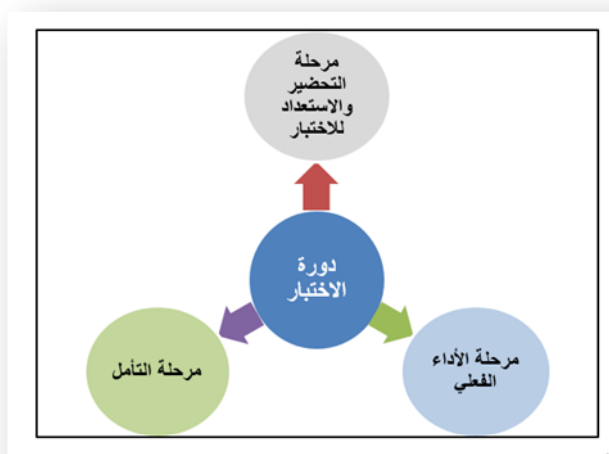 مرحلة
التحضير
والاستعداد
للاختبار
دورة
الاختبار
مرحلة الأداء
الفعلي
مرحلة التأمل